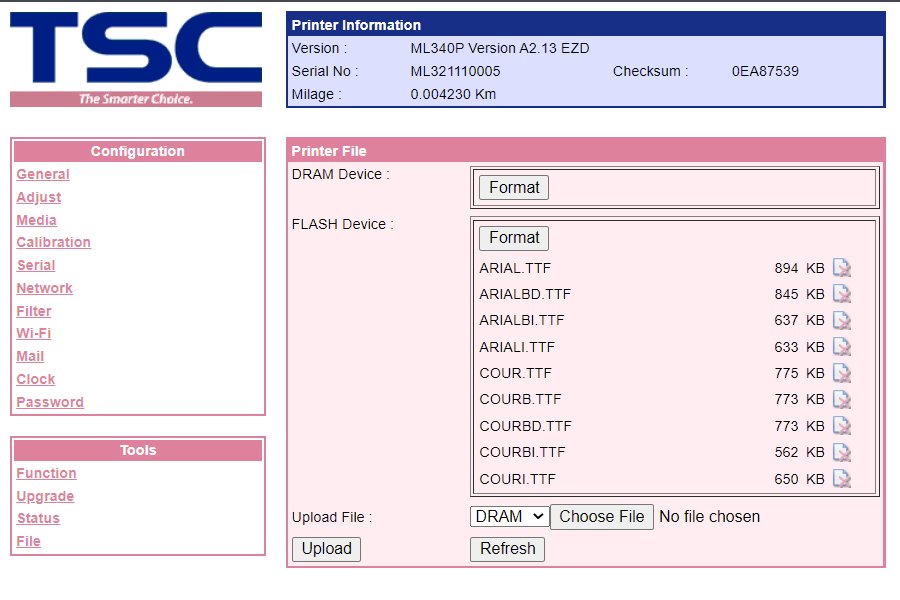 TSC
The Smarter Choice.
Printer Information
Version : ML340P Version A2.13 EZD
Serial No : ML321110005 Checksum : 0EA87539
Milage : 0.004230 Km
Configuration
General
Adjust
Media
Calibration
Serial
Network
Filter
Wi-Fi
Mail
Clock
Password
Tools
Function
Upgrade
Status
File
Printer File
DRAM Device :
Format
FLASH Device :
Format
ARIAL.TTF 894 KB
ARIALBD.TTF 845 KB
ARIALBI.TTF 637 KB
ARIALI.TTF 633 KB
COUR.TTF 775 KB
COURB.TTF 773 KB
COURBD.TTF 773 KB
COURBI.TTF 562 KB
COURI.TTF 650 KB
Upload File : DRAM Choose File No file chosen
Upload Refresh